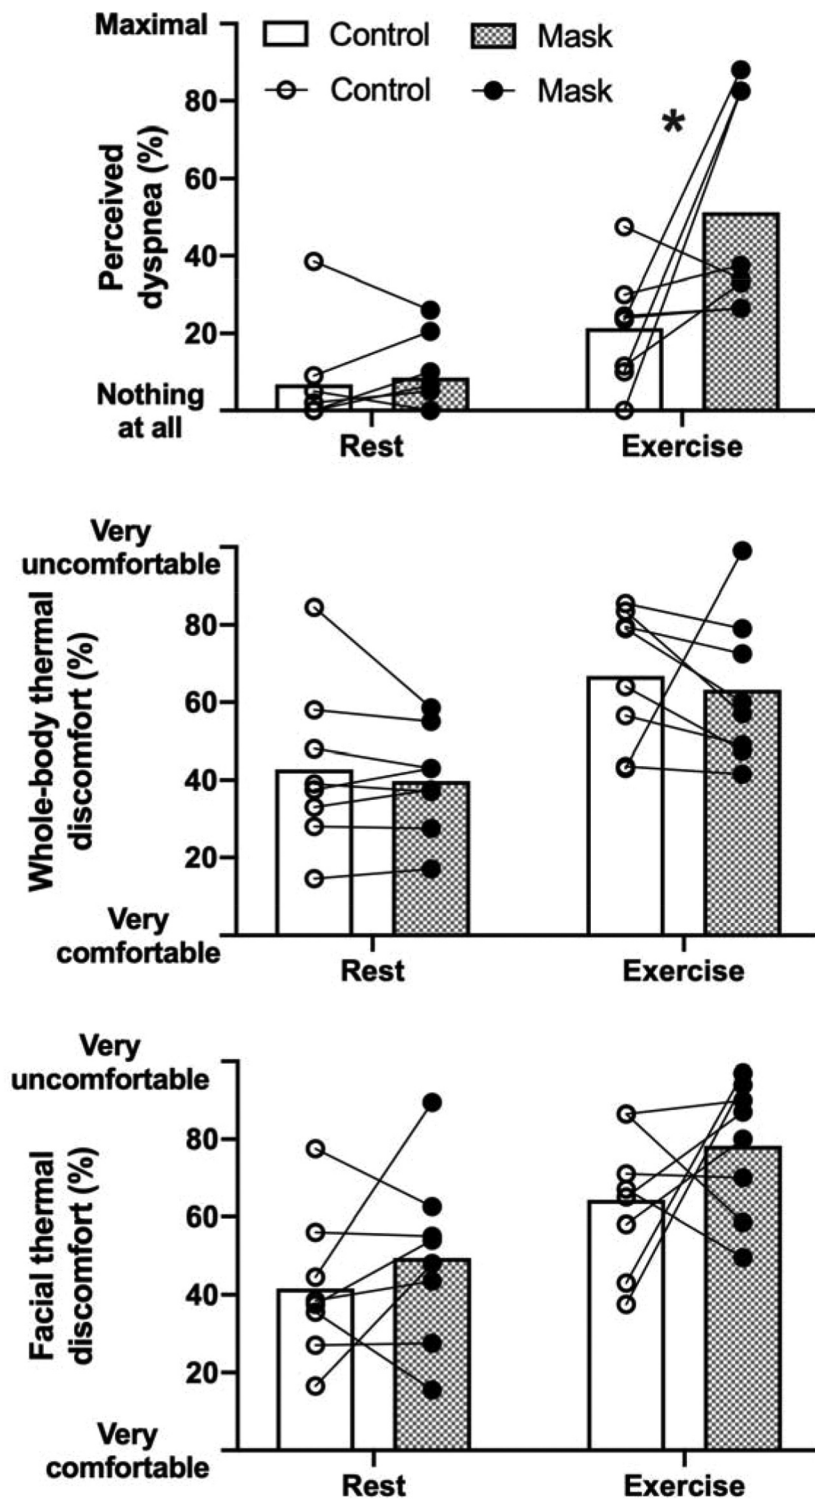 Maximal
Control Mask
Control Mask
80
60
40
20
Perceived
dyspnea (%)
*
Nothing
at all
Rest Exercise
Very
uncomfortable
80
60
40
20
Whole-body thermal
discomfort (%)
Very
comfortable
Rest Exercise
Very
uncomfortable
80
60
40
20
Facial thermal
discomfort (%)
Very
comfortable
Rest Exercise